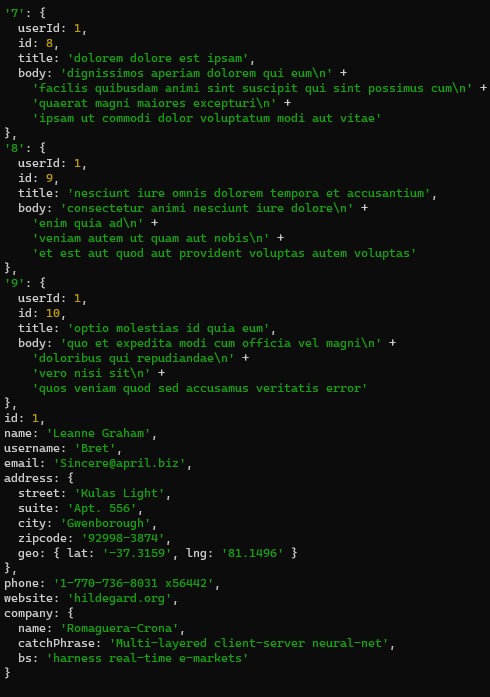 '7': {
  userId: 1,
  id: 8,
  title: 'dolorem dolore est ipsam',
  body: 'dignissimos aperiam dolorem qui eum\n' +
    'facilis quibusdam animi sint suscipit qui sint possimus cum\n' +
    'quaerat magni maiores excepturi\n' +
    'ipsam ut commodi dolor voluptatum modi aut vitae'
},
'8': {
  userId: 1,
  id: 9,
  title: 'nesciunt iure omnis dolorem tempora et accusantium',
  body: 'consectetur animi nesciunt iure dolore\n' +
    'enim quia ad\n' +
    'veniam autem ut quam aut nobis\n' +
    'et est aut quod aut provident voluptas autem voluptas'
},
'9': {
  userId: 1,
  id: 10,
  title: 'optio molestias id quia eum',
  body: 'quo et expedita modi cum officia vel magni\n' +
    'doloribus qui repudiandae\n' +
    'vero nisi sit\n' +
    'quos veniam quod sed accusamus veritatis error'
},
id: 1,
name: 'Leanne Graham',
username: 'Bret',
email: 'Sincere@april.biz',
address: {
  street: 'Kulas Light',
  suite: 'Apt. 556',
  city: 'Gwenborough',
  zipcode: '92998-3874',
  geo: { lat: '-37.3159', lng: '81.1496' }
},
phone: '1-770-736-8031 x56442',
website: 'hildegard.org',
company: {
  name: 'Romaguera-Crona',
  catchPhrase: 'Multi-layered client-server neural-net',
  bs: 'harness real-time e-markets'
}